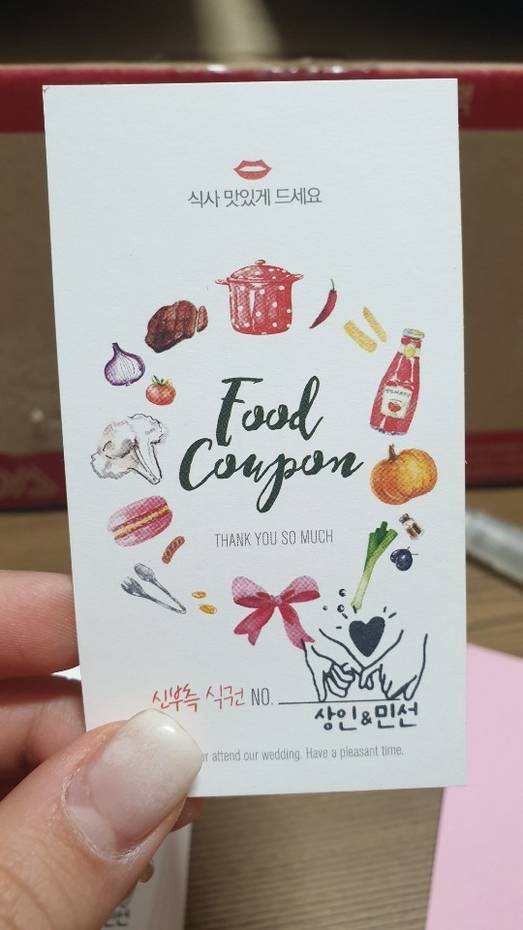 식사 맛있게 드세요
Food
Coupon
THANK YOU SO MUCH
신부측 식권 NO.
상인&민선
attend our wedding. Have a pleasant time.